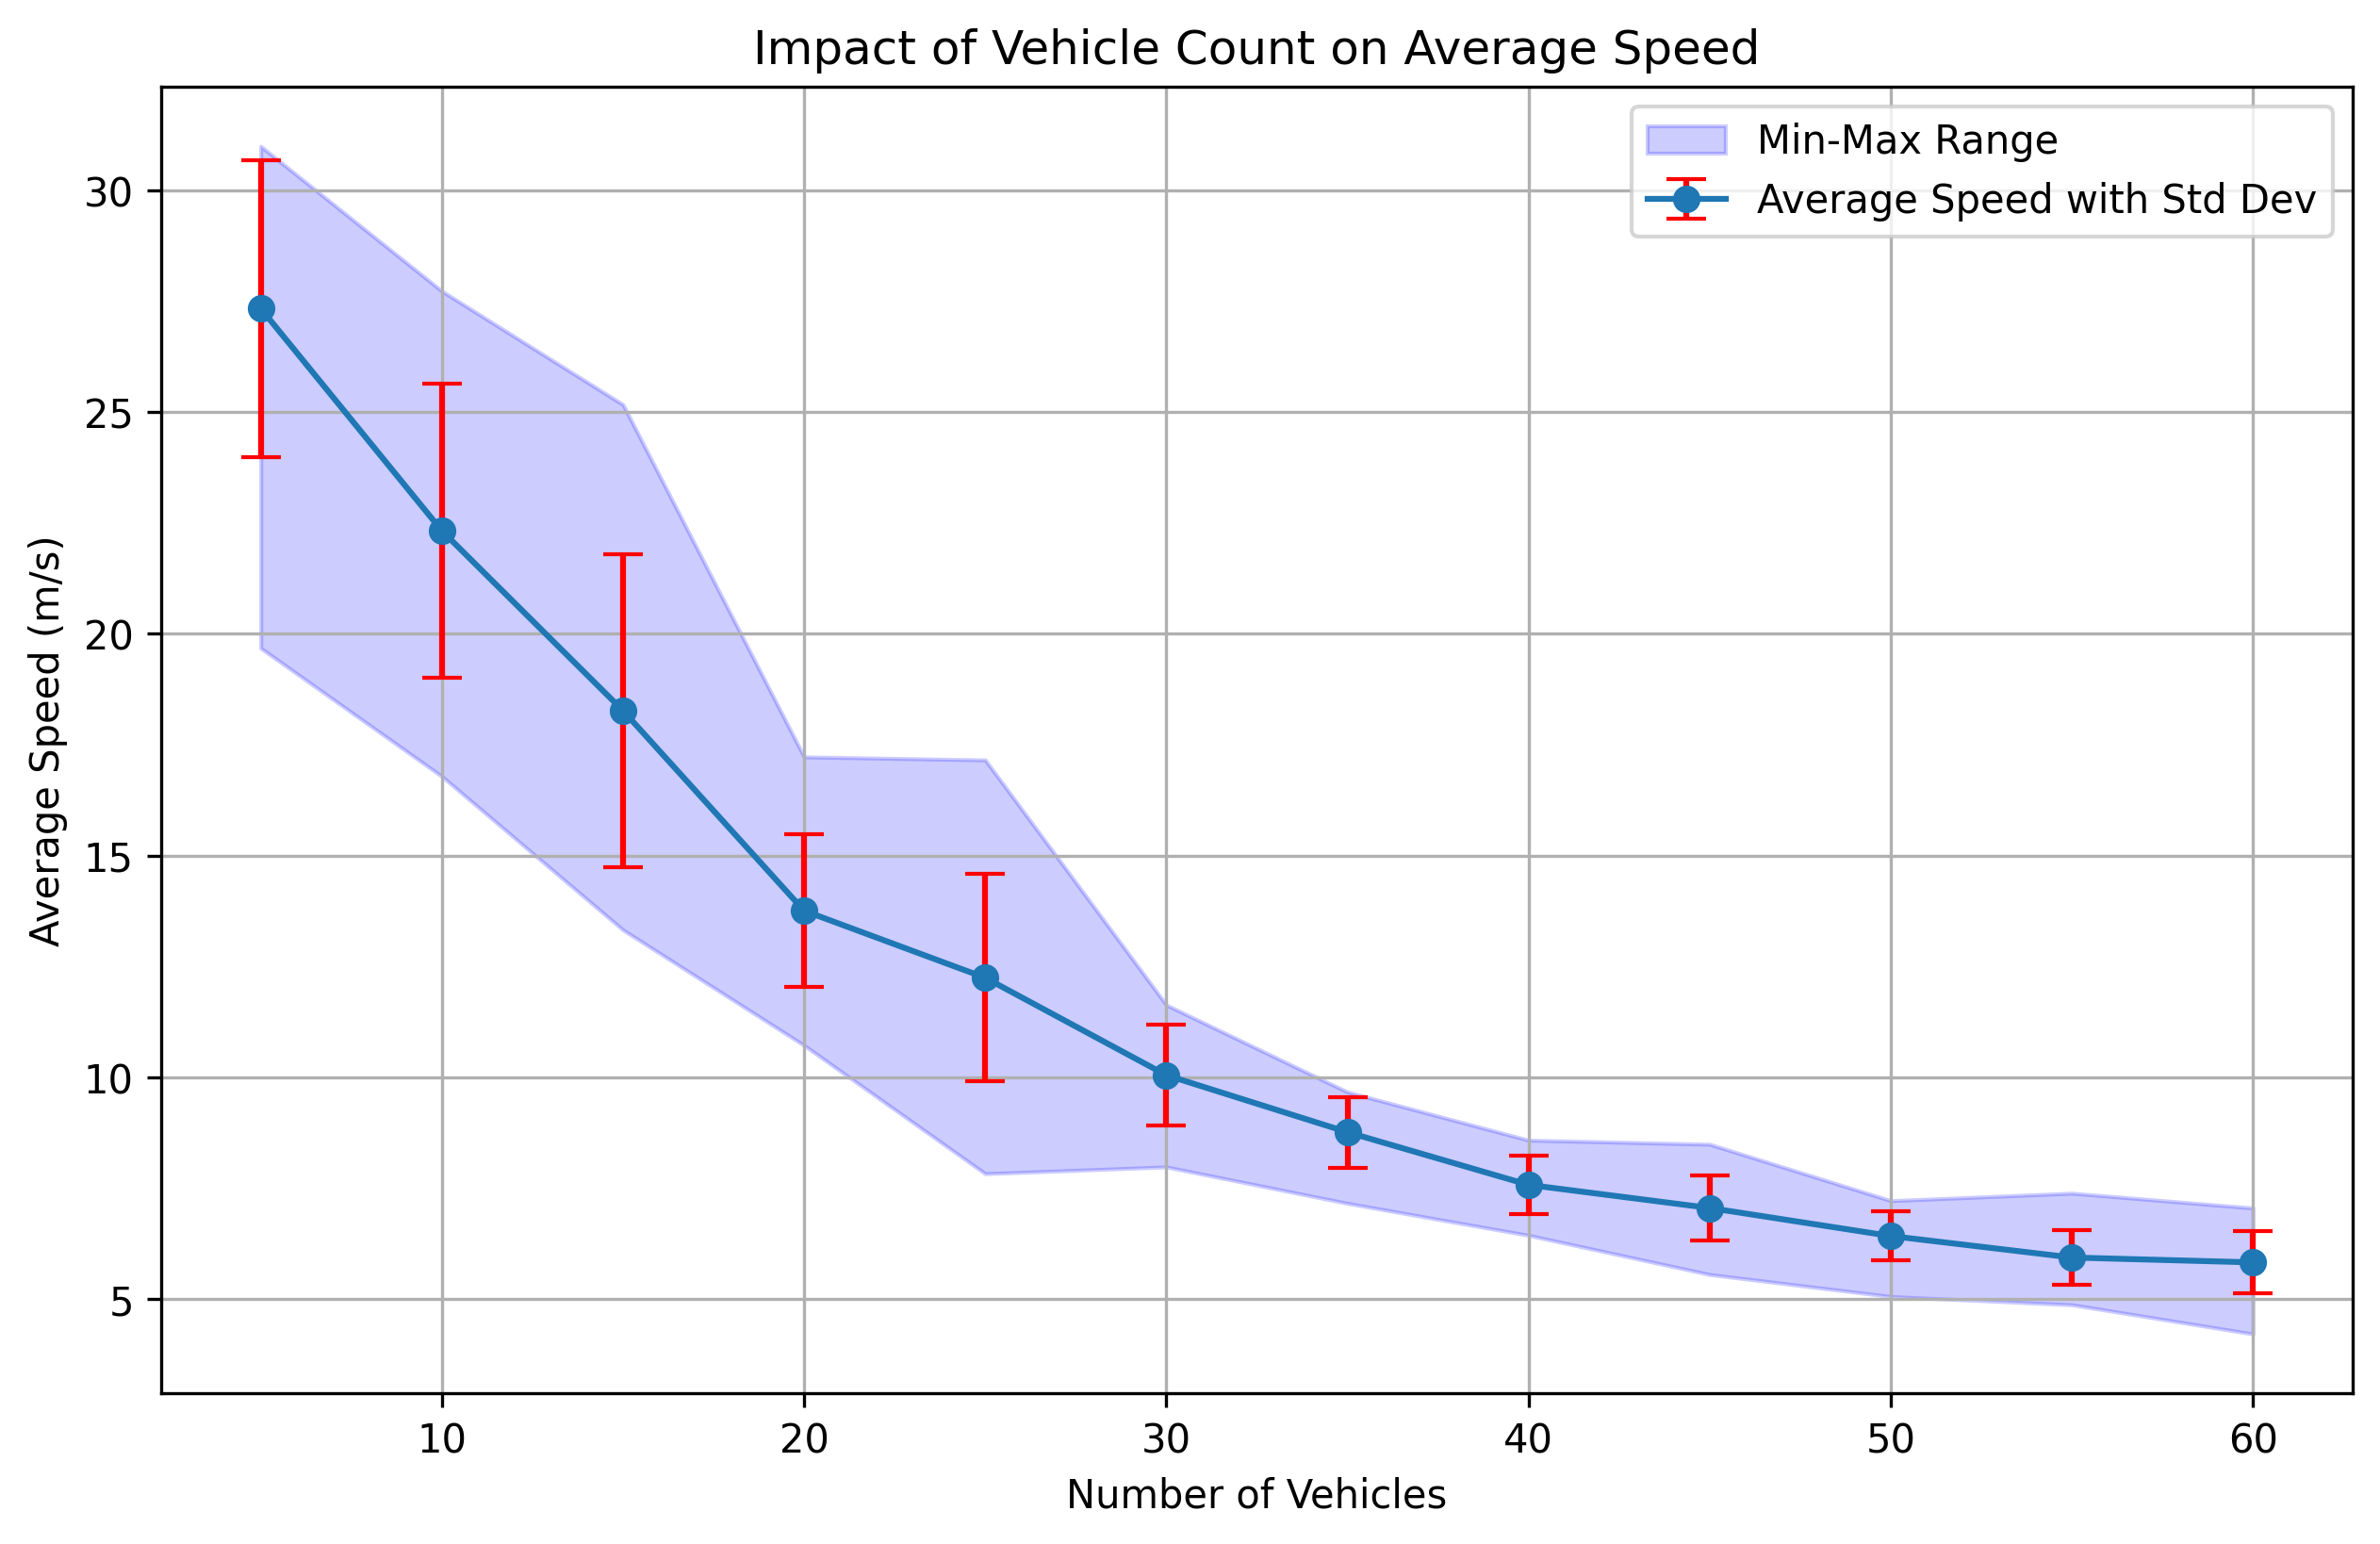 Impact of Vehicle Count on Average Speed
Min-Max Range
Average Speed with Std Dev
30
25
20
15
10
5
Average Speed (m/s)
10
20
30
40
50
60
Number of Vehicles